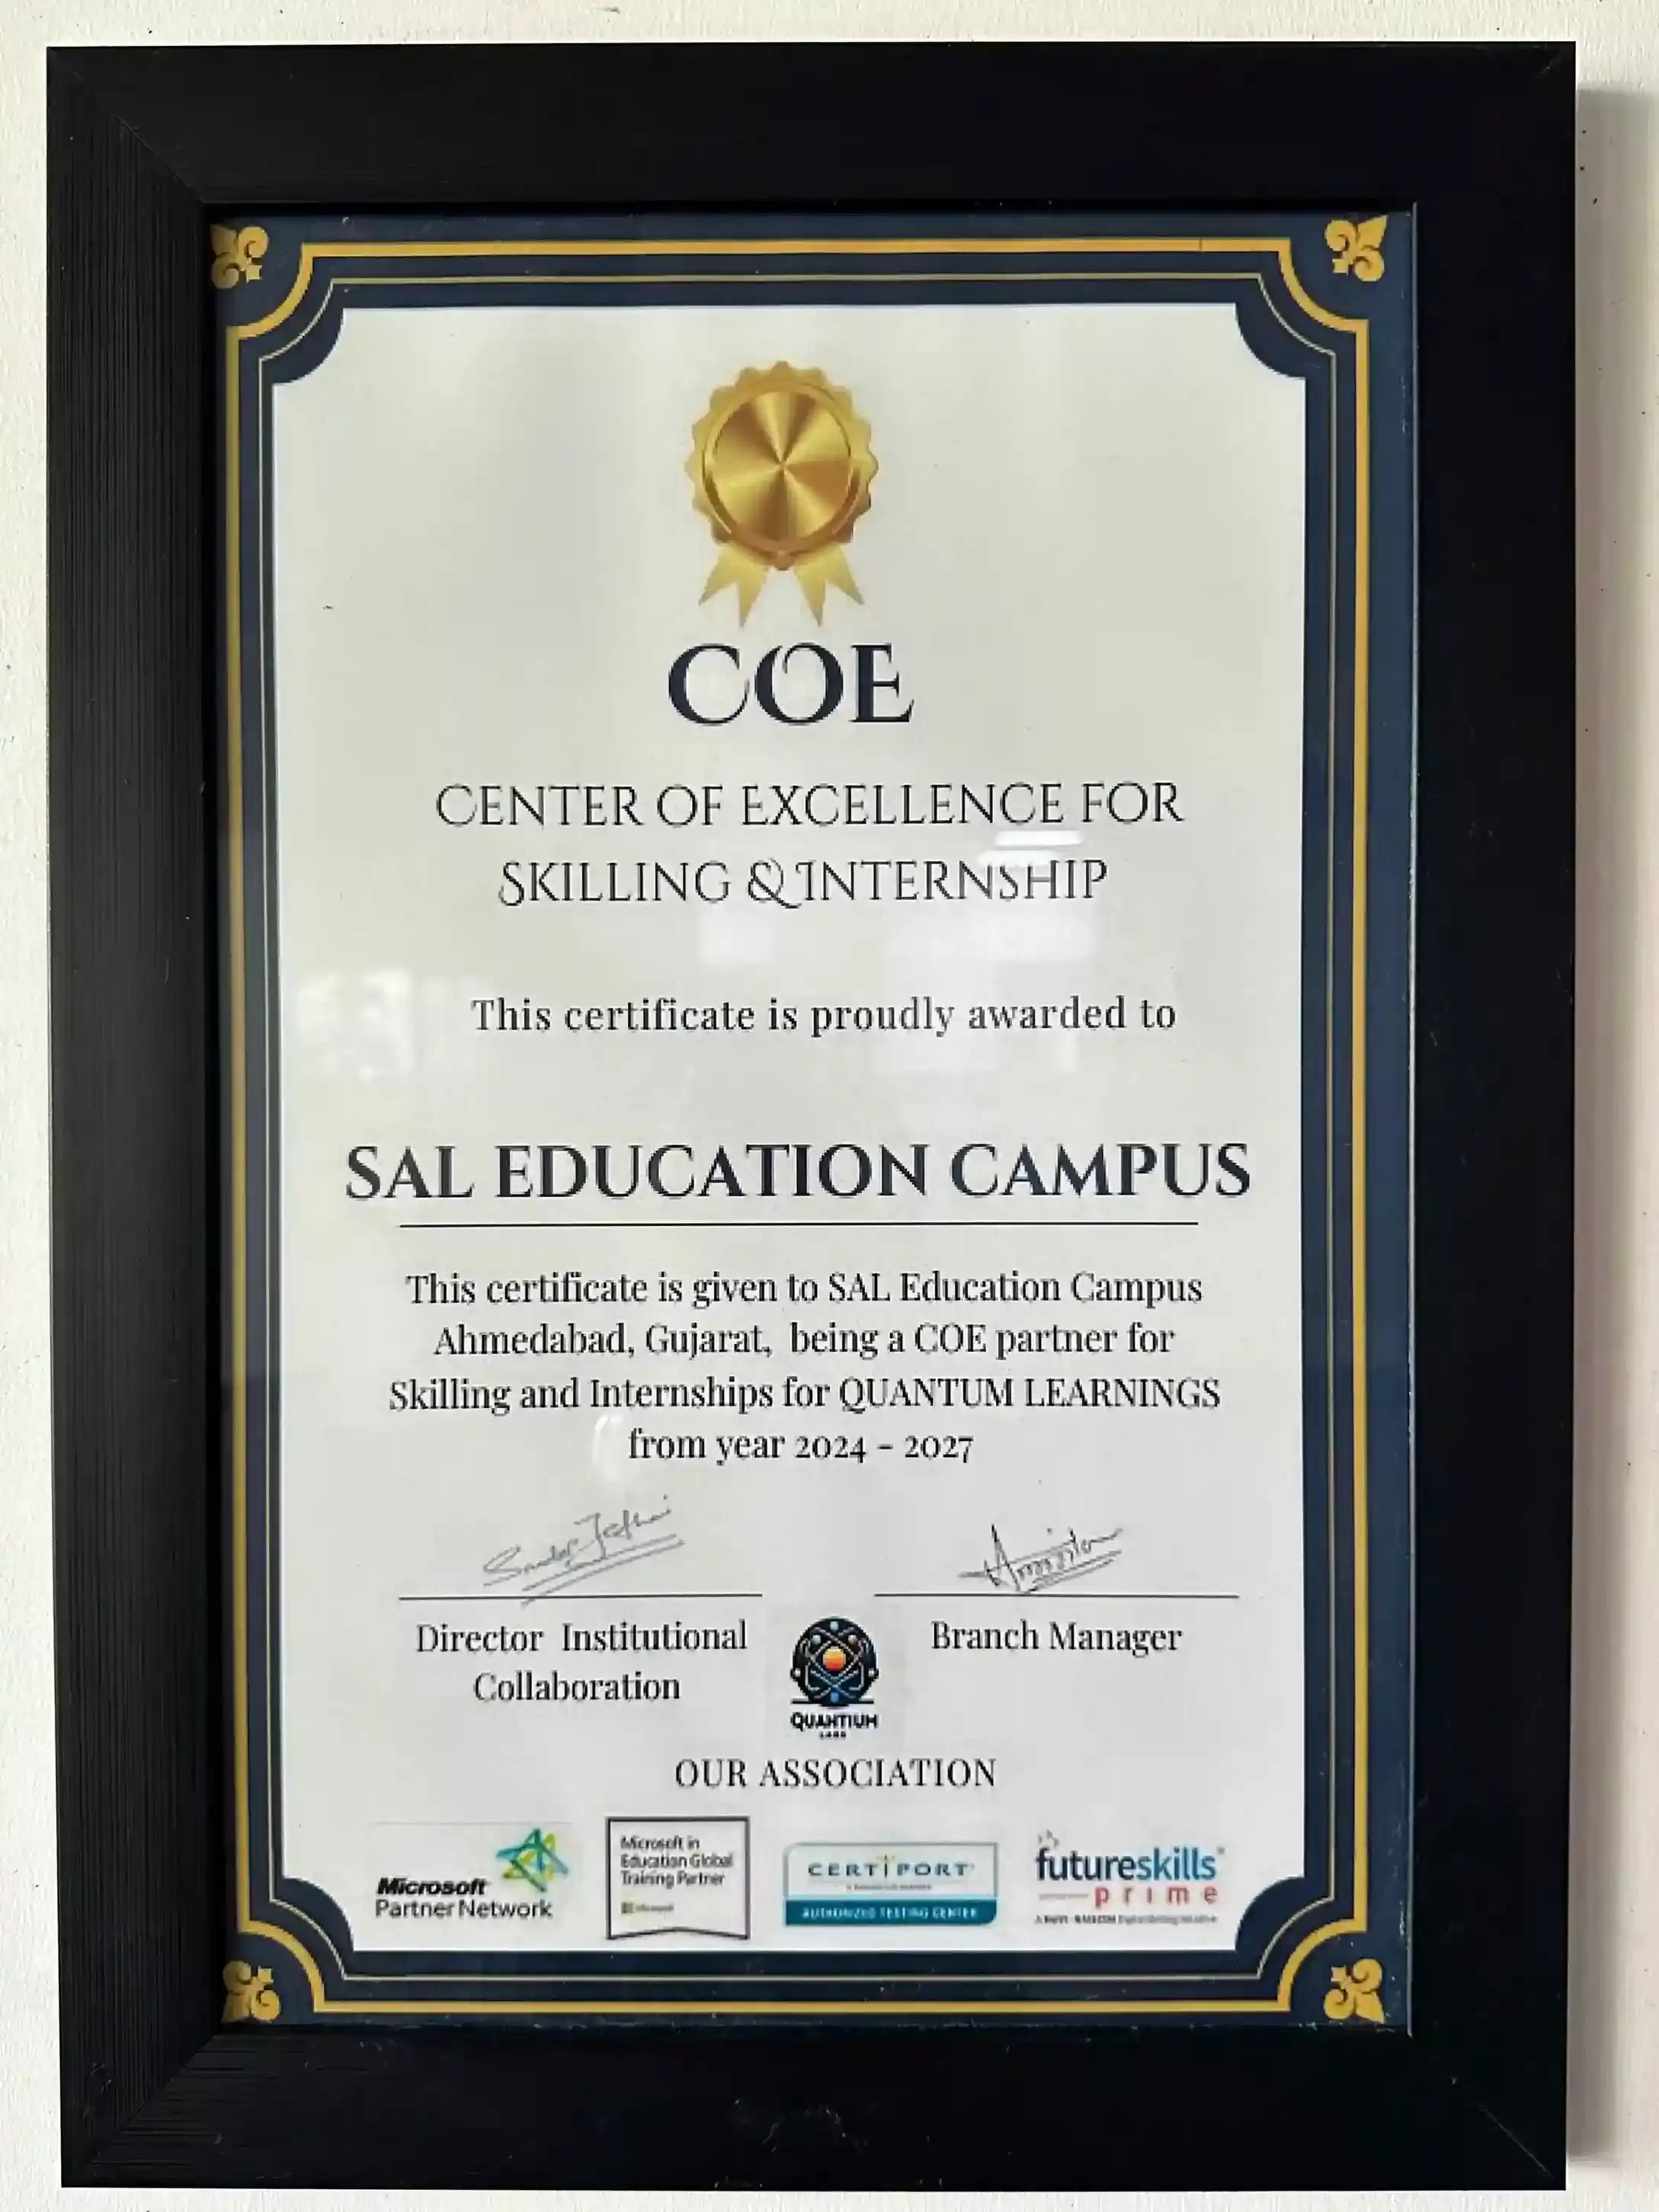 COE
CENTER OF EXCELLENCE FOR
SKILLING & INTERNSHIP
This certificate is proudly awarded to
SAL EDUCATION CAMPUS
This certificate is given to SAL Education Campus
Ahmedabad, Gujarat, being a COE partner for
Skilling and Internships for QUANTUM LEARNINGS
from year 2024 - 2027
Director Institutional
Collaboration
Branch Manager
QUANTIUM
OUR ASSOCIATION
Microsoft
Partner Network
Microsoft in
Education Global
Training Partner
Microsoft
CERTIPORT
AUTHORIZED TESTING CENTER
futureskills
prime